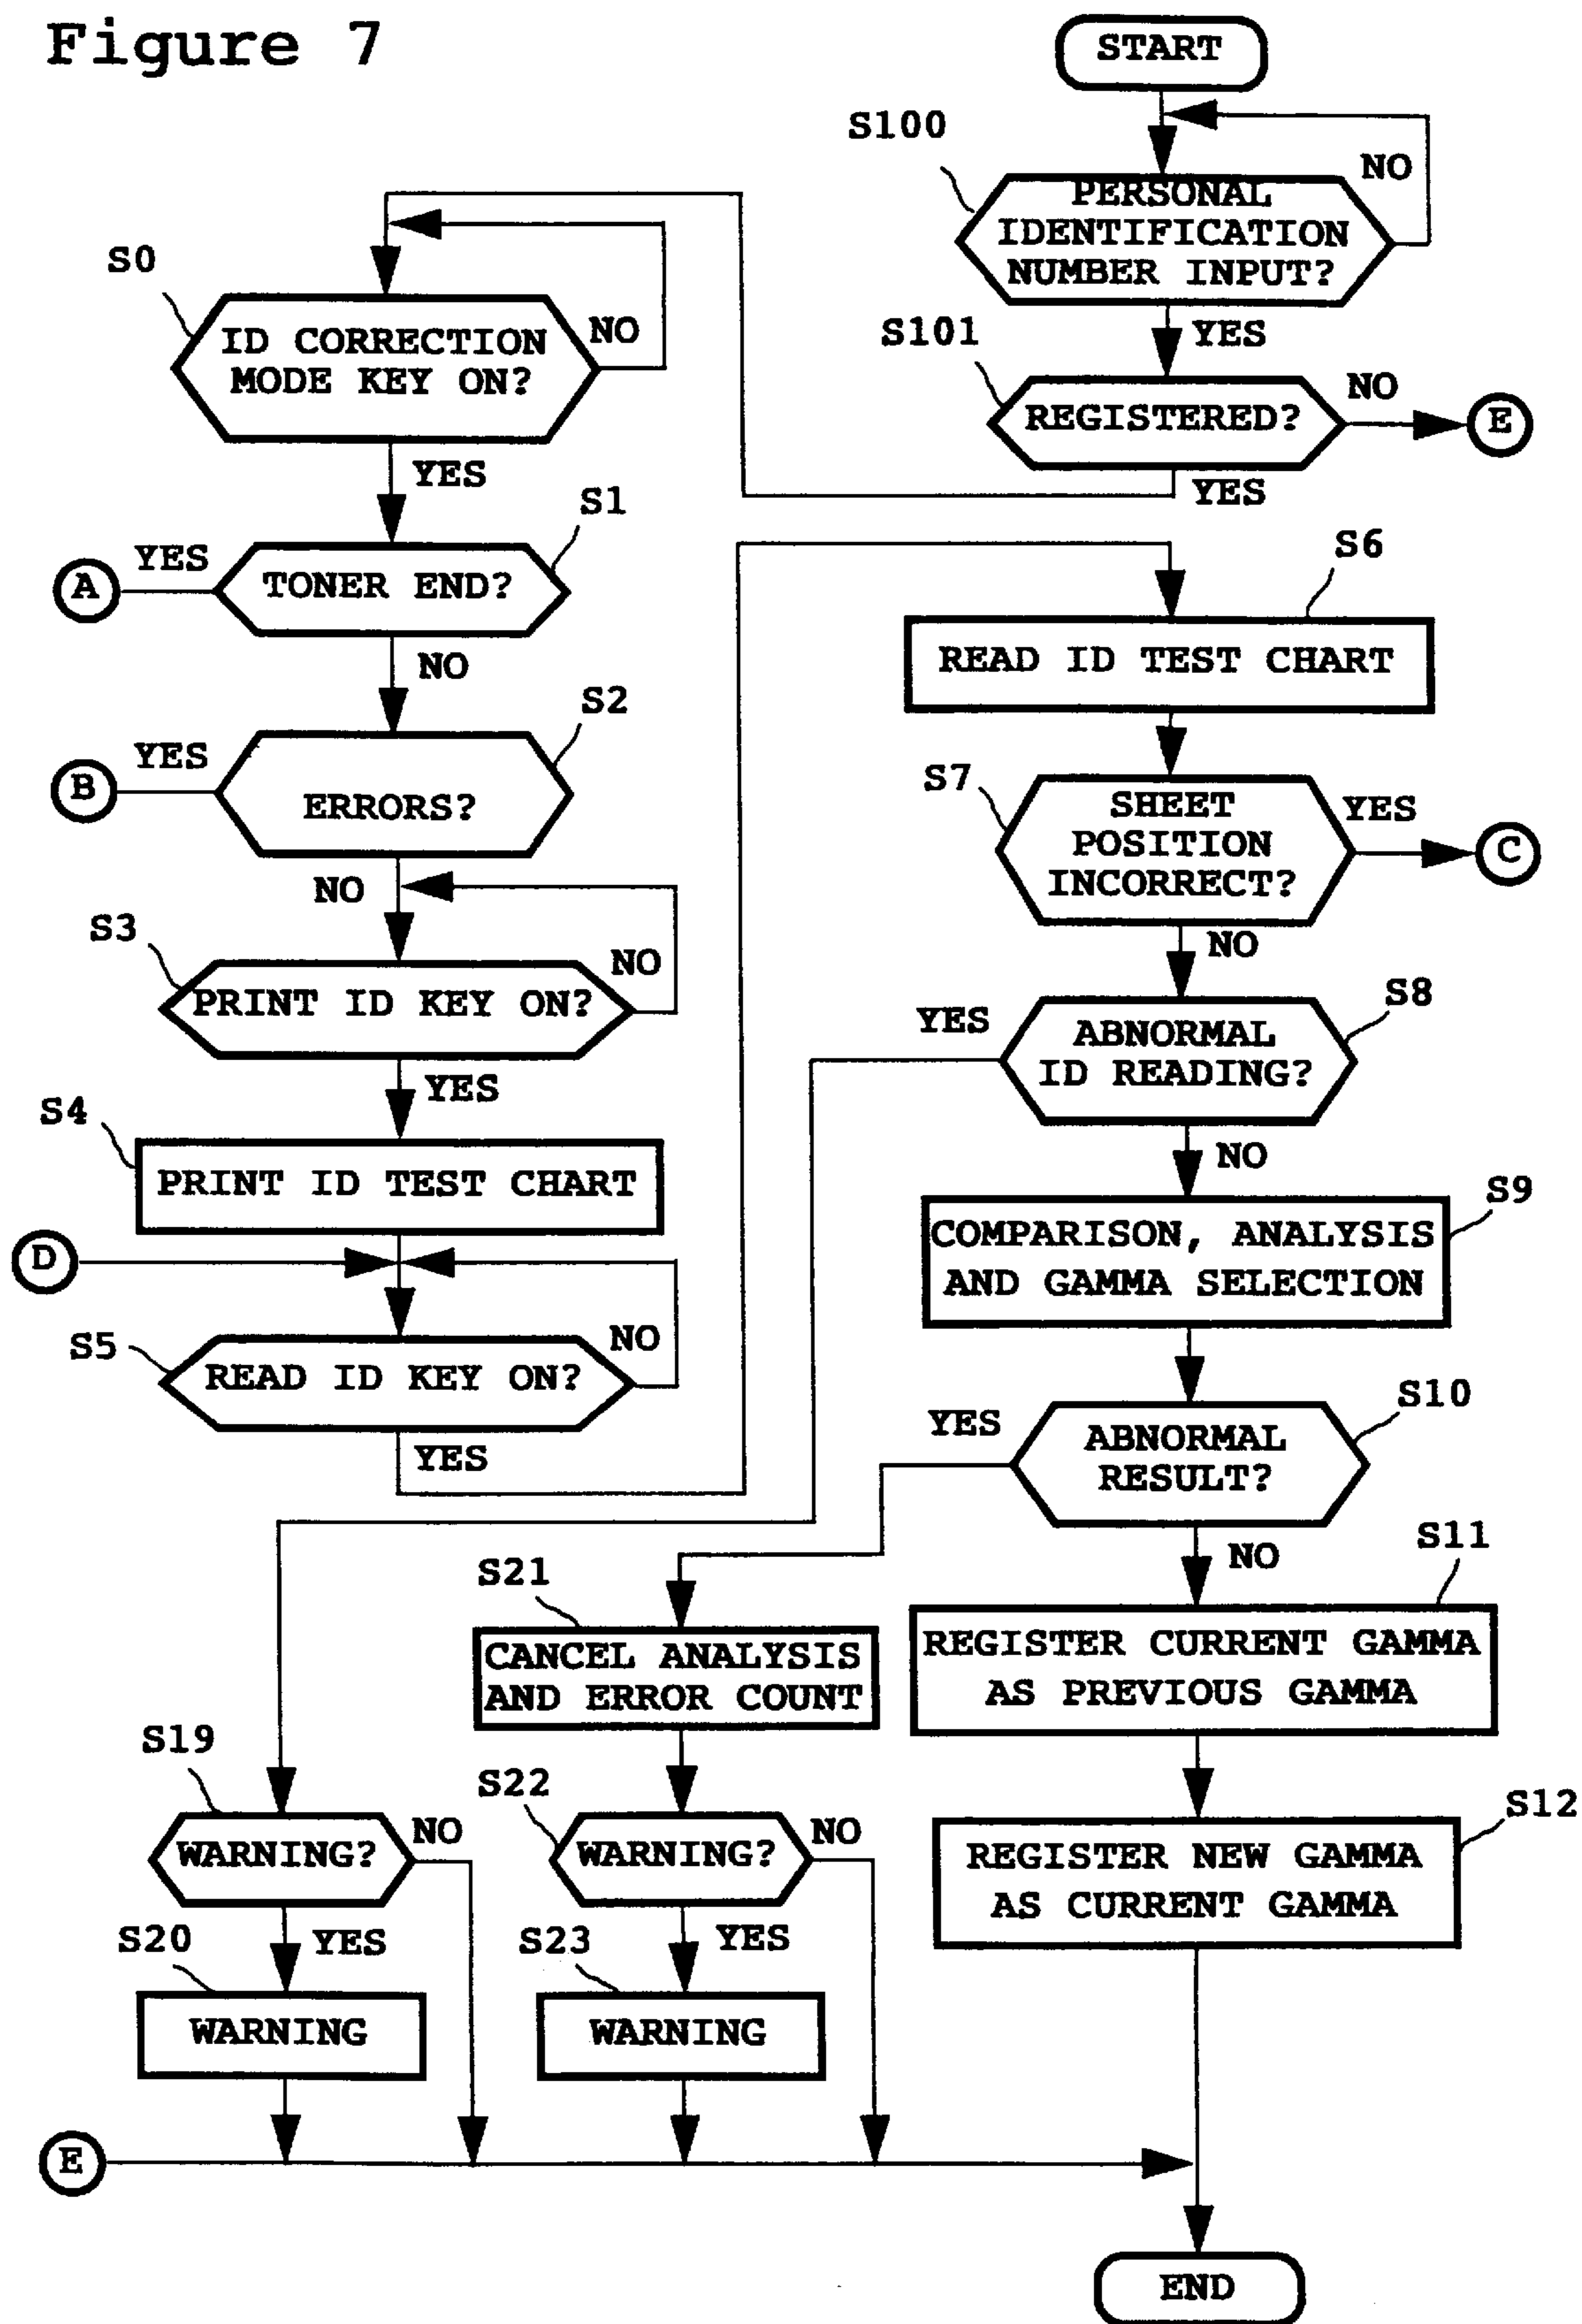 Figure 7
START
S100
NO
PERSONAL
IDENTIFICATION
NUMBER INPUT?
YES
S101
REGISTERED?
NO
E
YES
S0
ID CORRECTION
MODE KEY ON?
NO
YES
S1
A
YES
TONER END?
NO
S2
B
YES
ERRORS?
NO
S3
PRINT ID KEY ON?
NO
YES
S4
PRINT ID TEST CHART
D
S5
READ ID KEY ON?
NO
YES
S6
READ ID TEST CHART
S7
SHEET
POSITION
INCORRECT?
YES
C
NO
S8
YES
ABNORMAL
ID READING?
NO
S9
COMPARISON, ANALYSIS
AND GAMMA SELECTION
S10
YES
ABNORMAL
RESULT?
NO
S11
REGISTER CURRENT GAMMA
AS PREVIOUS GAMMA
S12
REGISTER NEW GAMMA
AS CURRENT GAMMA
S21
CANCEL ANALYSIS
AND ERROR COUNT
S19
WARNING?
NO
YES
S20
WARNING
S22
WARNING?
NO
YES
S23
WARNING
E
END